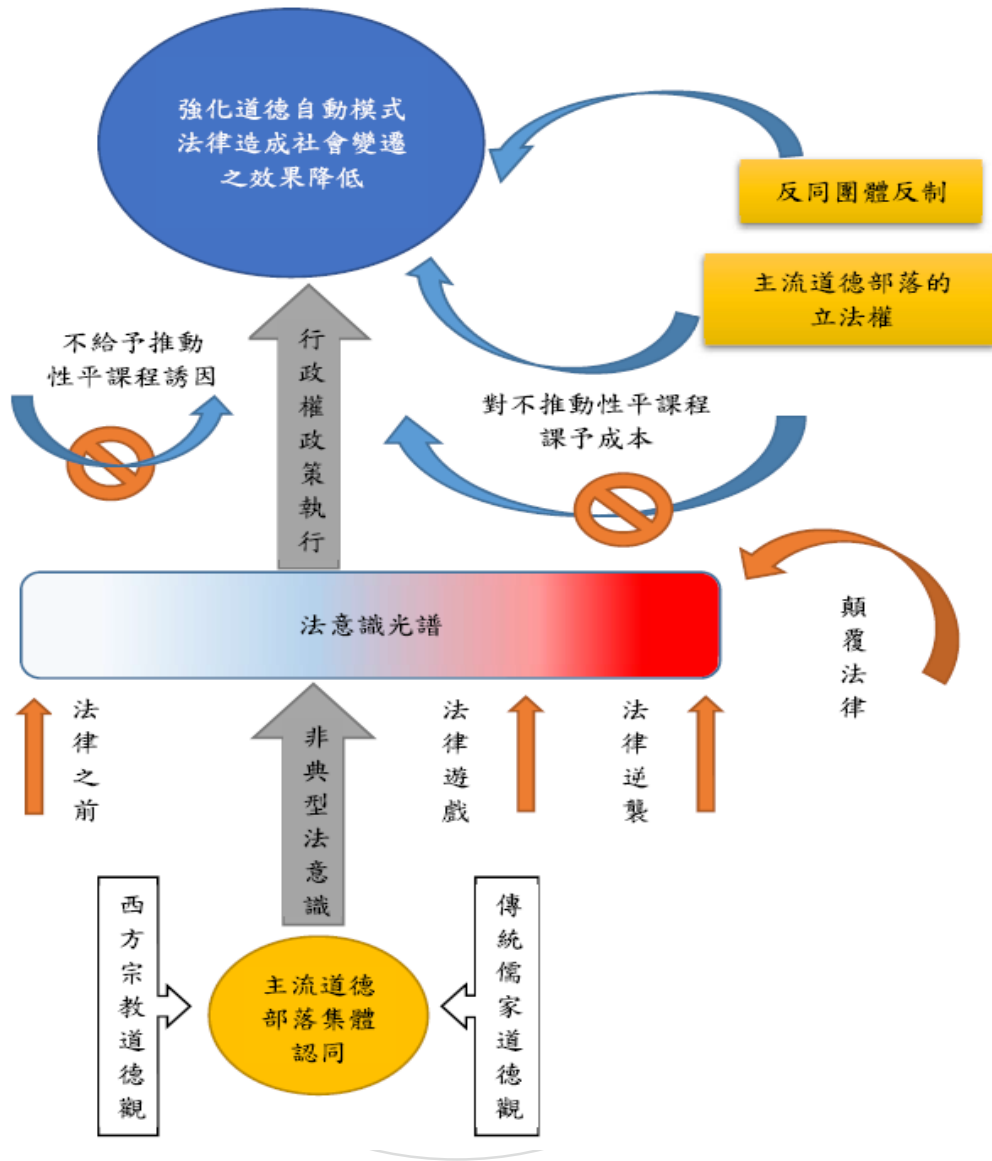 強化道德自動模式
法律造成社會變遷
之效果降低
反同團體反制
主流道德部落的
立法權
不給予推動
性平課程誘因
行政權政策執行
對不推動性平課程
課予成本
法意識光譜
顛覆法律
法律之前
非典型法意識
法律遊戲
法律逆襲
西方宗教道德觀
主流道德
部落集體
認同
傳統儒家道德觀